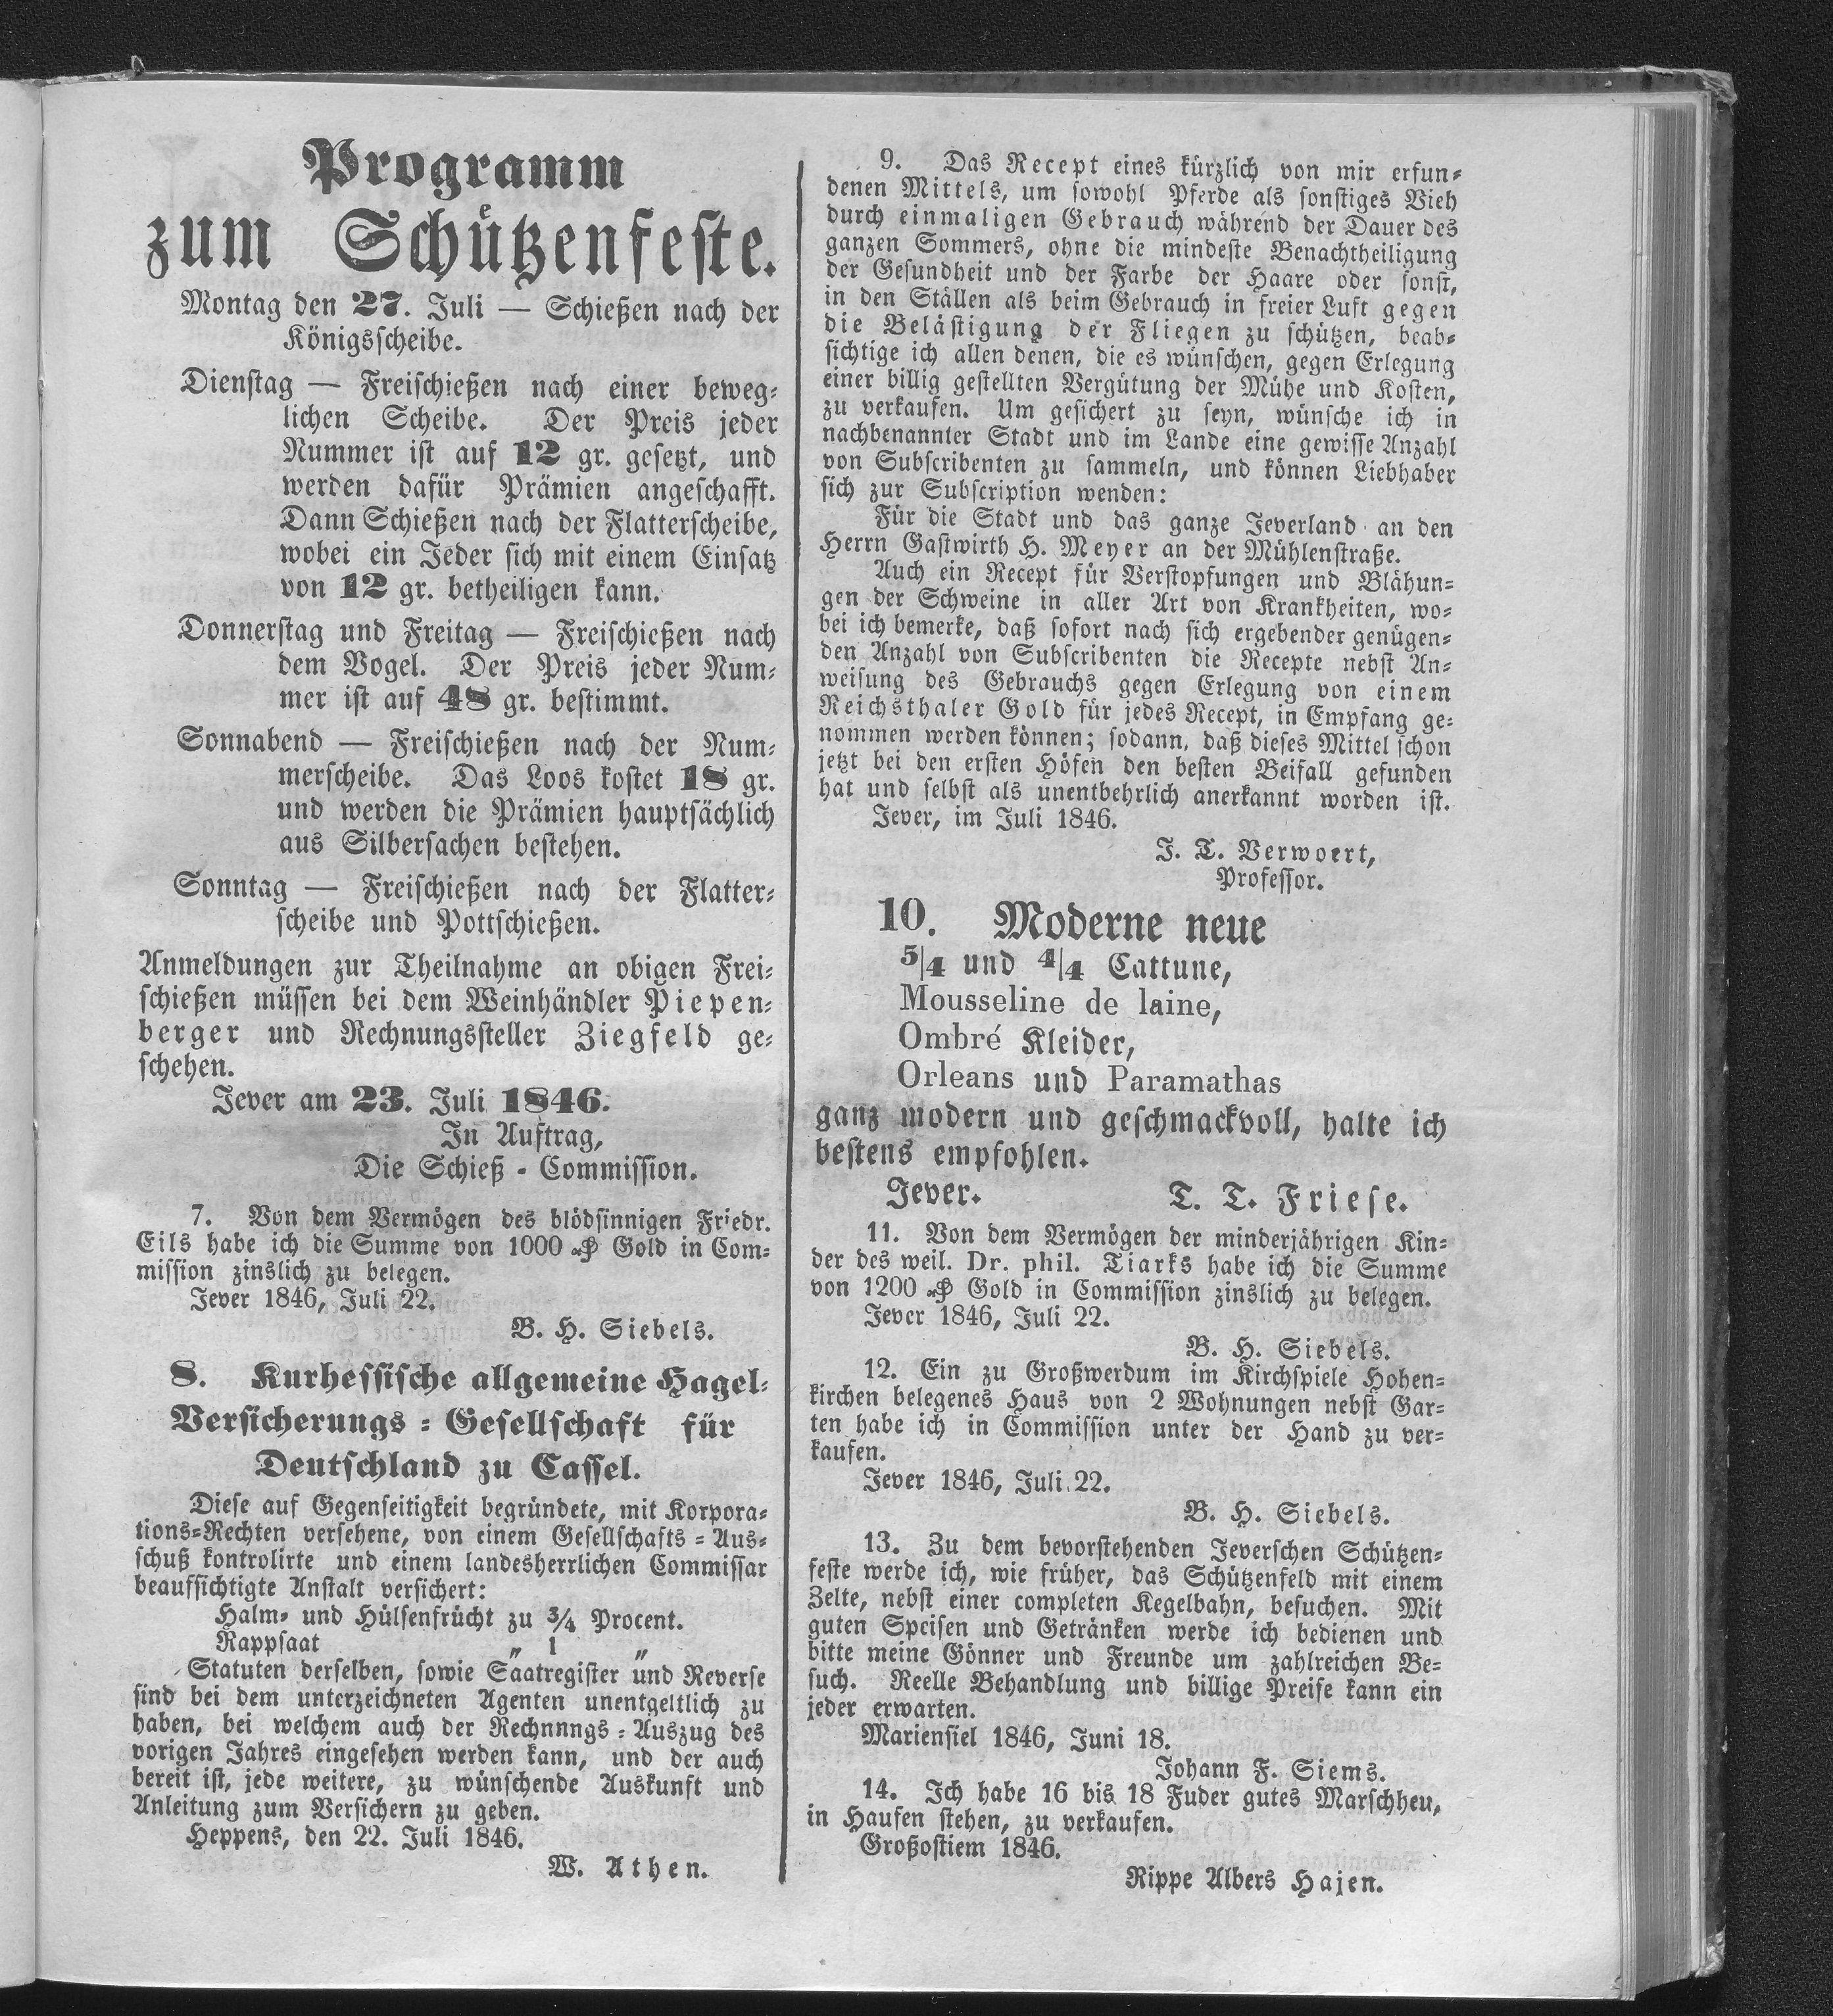 Programm
zum Schützenfeste.
Montag den 27. Juli — Schießen nach der
Königsscheibe.
Dienstag — Freischießen nach einer beweg-
lichen Scheibe. Der Preis jeder
Nummer ist auf 12 gr. gesetzt, und
werden dafür Prämien angeschafft.
Dann Schießen nach der Flatterscheibe,
wobei ein Jeder sich mit einem Einsatz
von 12 gr. betheiligen kann.
Donnerstag und Freitag — Freischießen nach
dem Vogel. Der Preis jeder Num-
mer ist auf 48 gr. bestimmt.
Sonnabend — Freischießen nach der Num-
merscheibe. Das Loos kostet 18 gr.
und werden die Prämien hauptsächlich
aus Silbersachen bestehen.
Sonntag — Freischießen nach der Flatter-
scheibe und Pottschießen.
Anmeldungen zur Theilnahme an obigen Frei-
schießen müssen bei dem Weinhändler Piepen-
berger und Rechnungssteller Ziegfeld ge-
schehen.
Jever am 23. Juli 1846.
In Auftrag,
Die Schieß-Commission.
7. Von dem Vermögen des blödsinnigen Friedr.
Eils habe ich die Summe von 1000 ₰ Gold in Com-
mission zinslich zu belegen.
Jever 1846, Juli 22.
B. H. Siebels.
8. Kurhessische allgemeine Hagel-
Versicherungs-Gesellschaft für
Deutschland zu Cassel.
Diese auf Gegenseitigkeit begründete, mit Korpora-
tions-Rechten versehene, von einem Gesellschafts-Aus-
schuß kontrolirte und einem landesherrlichen Commissar
beaufsichtigte Anstalt versichert:
Halm- und Hülsenfrücht zu 3/4 Procent.
Rappsaat " 1 "
Statuten derselben, sowie Saatregister und Reverse
sind bei dem unterzeichneten Agenten unentgeltlich zu
haben, bei welchem auch der Rechnnngs-Auszug des
vorigen Jahres eingesehen werden kann, und der auch
bereit ist, jede weitere, zu wünschende Auskunft und
Anleitung zum Versichern zu geben.
Heppens, den 22. Juli 1846.
W. Athen.
9. Das Recept eines kürzlich von mir erfun-
denen Mittels, um sowohl Pferde als sonstiges Vieh
durch einmaligen Gebrauch während der Dauer des
ganzen Sommers, ohne die mindeste Benachtheiligung
der Gesundheit und der Farbe der Haare oder sonst,
in den Ställen als beim Gebrauch in freier Luft gegen
die Belästigung der Fliegen zu schützen, beab-
sichtige ich allen denen, die es wünschen, gegen Erlegung
einer billig gestellten Vergütung der Mühe und Kosten,
zu verkaufen. Um gesichert zu seyn, wünsche ich in
nachbenannter Stadt und im Lande eine gewisse Anzahl
von Subscribenten zu sammeln, und können Liebhaber
sich zur Subscription wenden:
Für die Stadt und das ganze Jeverland an den
Herrn Gastwirth H. Meyer an der Mühlenstraße.
Auch ein Recept für Verstopfungen und Blähun-
gen der Schweine in aller Art von Krankheiten, wo-
bei ich bemerke, daß sofort nach sich ergebender genügen-
den Anzahl von Subscribenten die Recepte nebst An-
weisung des Gebrauchs gegen Erlegung von einem
Reichsthaler Gold für jedes Recept, in Empfang ge-
nommen werden können; sodann, daß dieses Mittel schon
jetzt bei den ersten Höfen den besten Beifall gefunden
hat und selbst als unentbehrlich anerkannt worden ist.
Jever, im Juli 1846.
J. T. Verwoert,
Professor.
10. Moderne neue
5/4 und 4/4 Cattune,
Mousseline de laine,
Ombré Kleider,
Orleans und Paramathas
ganz modern und geschmackvoll, halte ich
bestens empfohlen.
Jever. T. T. Friese.
11. Von dem Vermögen der minderjährigen Kin-
der des weil. Dr. phil. Tiarks habe ich die Summe
von 1200 ₰ Gold in Commission zinslich zu belegen.
Jever 1846, Juli 22.
B. H. Siebels.
12. Ein zu Großwerdum im Kirchspiele Hohen-
kirchen belegenes Haus von 2 Wohnungen nebst Gar-
ten habe ich in Commission unter der Hand zu ver-
kaufen.
Jever 1846, Juli 22.
B. H. Siebels.
13. Zu dem bevorstehenden Jeverschen Schützen-
feste werde ich, wie früher, das Schützenfeld mit einem
Zelte, nebst einer completen Kegelbahn, besuchen. Mit
guten Speisen und Getränken werde ich bedienen und
bitte meine Gönner und Freunde um zahlreichen Be-
such. Reelle Behandlung und billige Preise kann ein
jeder erwarten.
Mariensiel 1846, Juni 18.
Johann F. Siems.
14. Ich habe 16 bis 18 Fuder gutes Marschheu,
in Haufen stehen, zu verkaufen.
Großostiem 1846.
Rippe Albers Hajen.